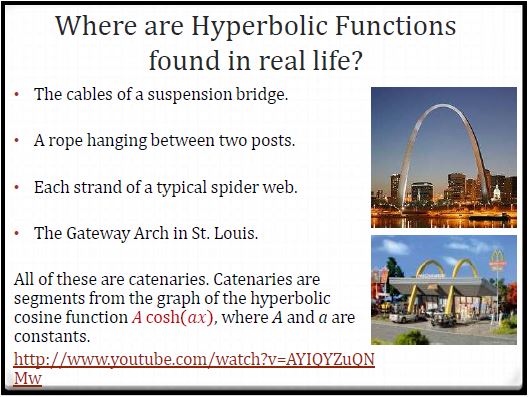 Where are Hyperbolic Functions
found in real life?
• The cables of a suspension bridge.
• A rope hanging between two posts.
• Each strand of a typical spider web.
• The Gateway Arch in St. Louis.
All of these are catenaries. Catenaries are
segments from the graph of the hyperbolic
cosine function A cosh(ax), where A and a are
constants.
http://www.youtube.com/watch?v=AYIQYZuQN
Mw